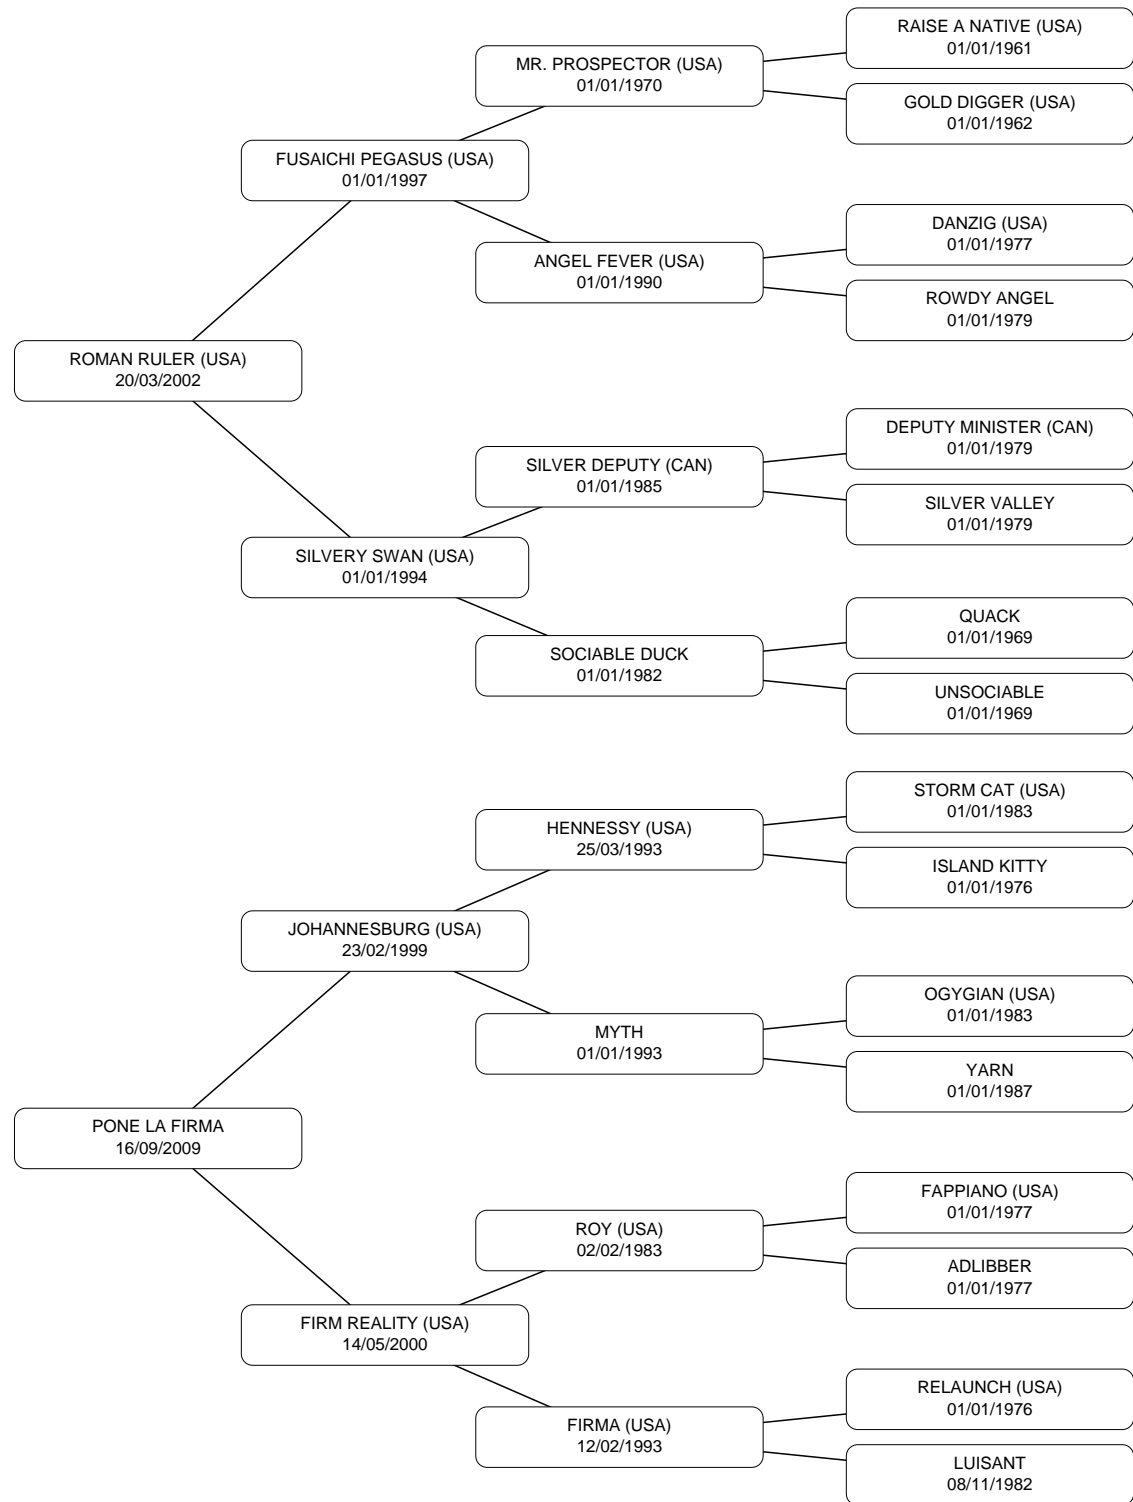 RAISE A NATIVE (USA)
01/01/1961
MR. PROSPECTOR (USA)
01/01/1970
GOLD DIGGER (USA)
01/01/1962
FUSAICHI PEGASUS (USA)
01/01/1997
DANZIG (USA)
01/01/1977
ANGEL FEVER (USA)
01/01/1990
ROWDY ANGEL
01/01/1979
ROMAN RULER (USA)
20/03/2002
DEPUTY MINISTER (CAN)
01/01/1979
SILVER DEPUTY (CAN)
01/01/1985
SILVER VALLEY
01/01/1979
SILVERY SWAN (USA)
01/01/1994
QUACK
01/01/1969
SOCIABLE DUCK
01/01/1982
UNSOCIABLE
01/01/1969
STORM CAT (USA)
01/01/1983
HENNESSY (USA)
25/03/1993
ISLAND KITTY
01/01/1976
JOHANNESBURG (USA)
23/02/1999
OGYGIAN (USA)
01/01/1983
MYTH
01/01/1993
YARN
01/01/1987
PONE LA FIRMA
16/09/2009
FAPPIANO (USA)
01/01/1977
ROY (USA)
02/02/1983
ADLIBBER
01/01/1977
FIRM REALITY (USA)
14/05/2000
RELAUNCH (USA)
01/01/1976
FIRMA (USA)
12/02/1993
LUISANT
08/11/1982